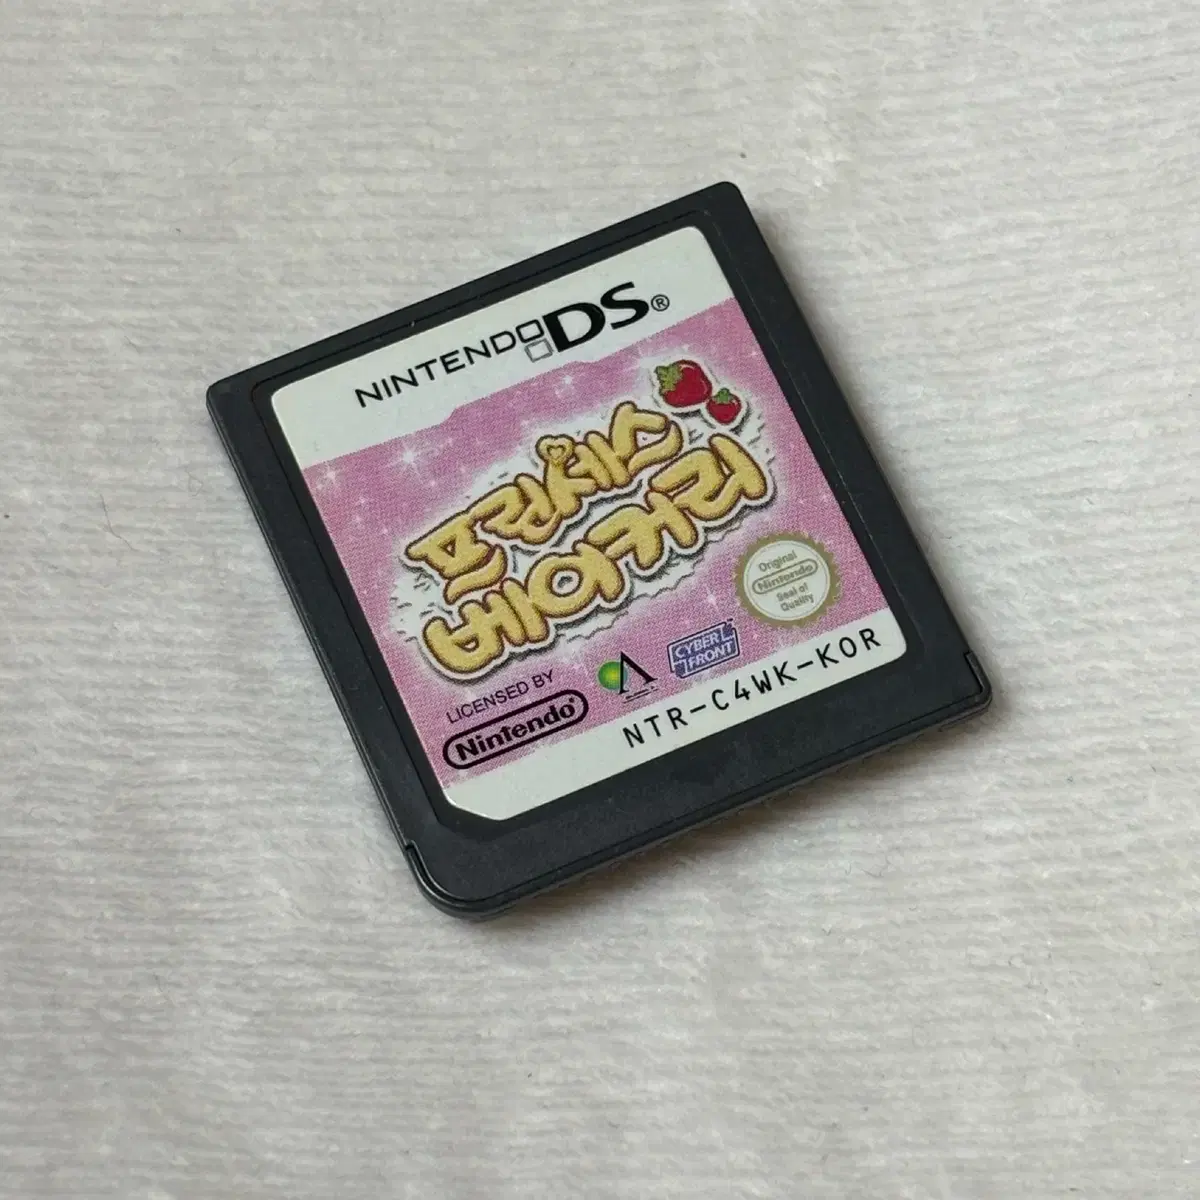 NINTENDO DS®
프린세스
베이커리
Original
Nintendo
Seal of
Quality
LICENSED BY
Nintendo
A
CYBER
FRONT
NTR-C4WK-KOR